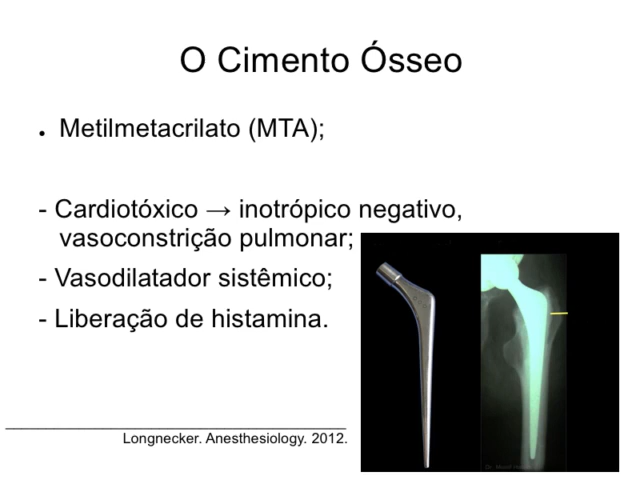 O Cimento Ósseo
● Metilmetacrilato (MTA);
- Cardiotóxico → inotrópico negativo,
vasoconstrição pulmonar;
- Vasodilatador sistêmico;
- Liberação de histamina.
Longnecker. Anesthesiology. 2012.